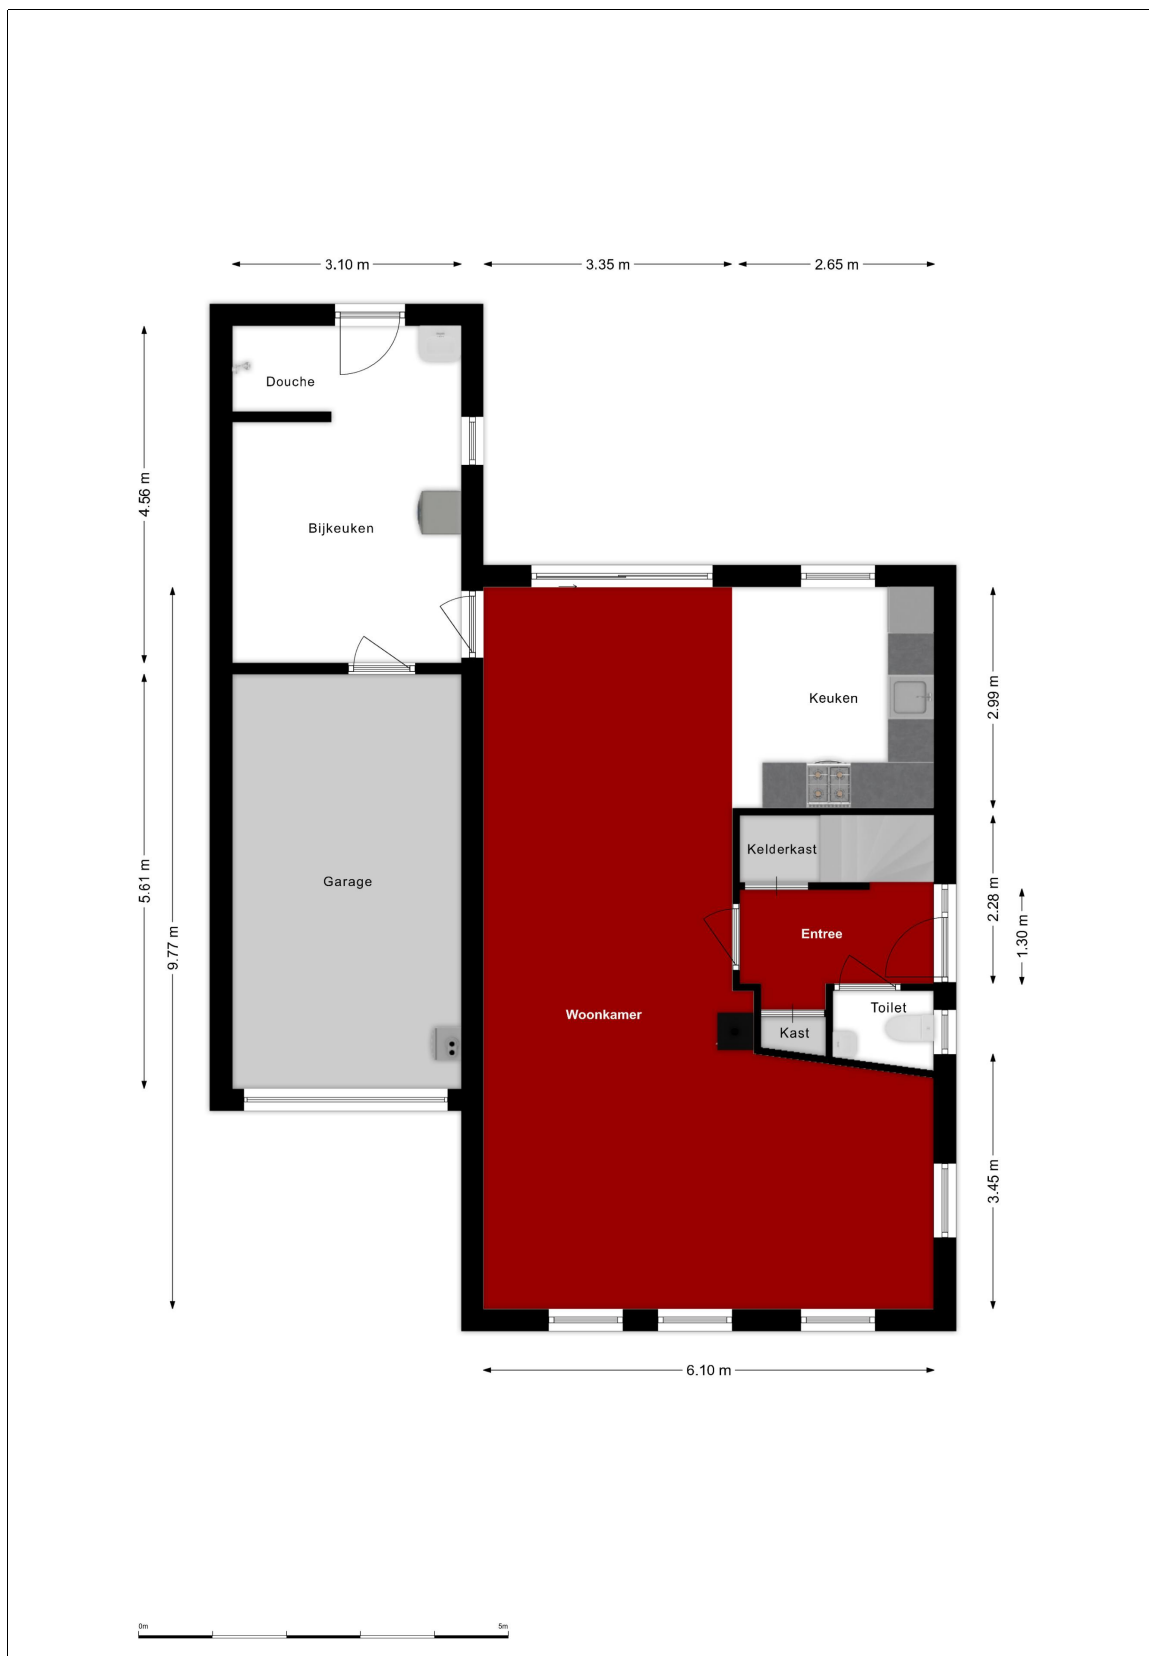 3.10 m
3.35 m
2.65 m
Douche
4.56 m
Bijkeuken
Keuken
2.99 m
Kelderkast
Garage
5.61 m
9.77 m
2.28 m
1.30 m
Entree
Woonkamer
Toilet
Kast
3.45 m
6.10 m
0m
5m